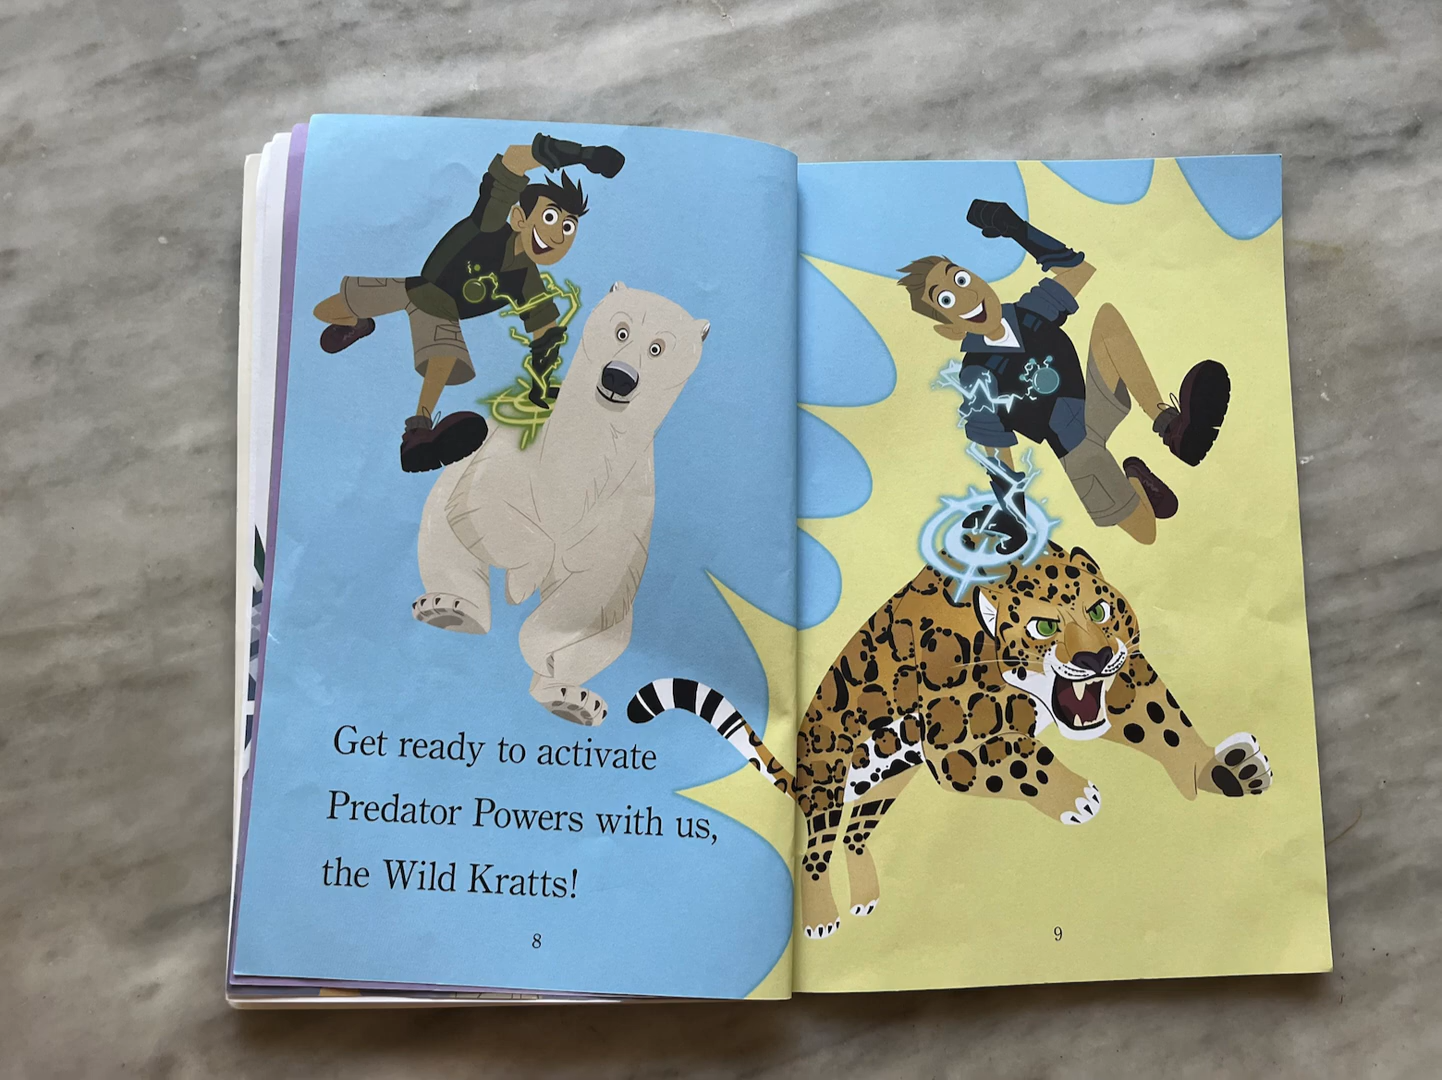 Get ready to activate
Predator Powers with us,
the Wild Kratts!
8
9